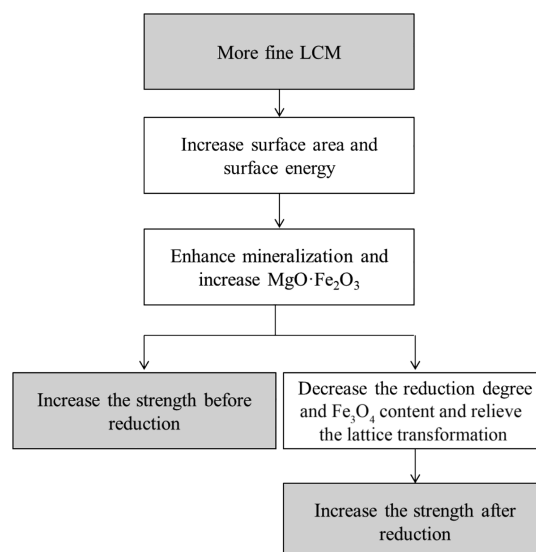 More fine LCM
Increase surface area and
surface energy
Enhance mineralization and
increase MgO·Fe₂O₃
Increase the strength before
reduction
Decrease the reduction degree
and Fe₃O₄ content and relieve
the lattice transformation
Increase the strength after
reduction